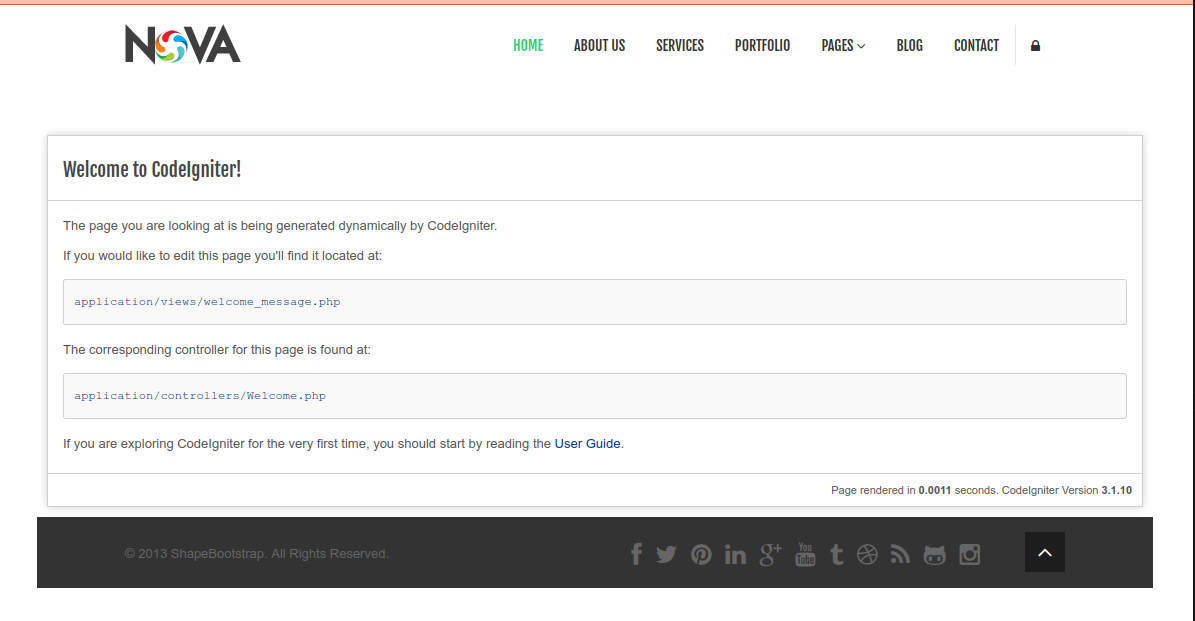 NOVA
HOME ABOUT US SERVICES PORTFOLIO PAGES BLOG CONTACT
Welcome to CodeIgniter!
The page you are looking at is being generated dynamically by CodeIgniter.
If you would like to edit this page you'll find it located at:
application/views/welcome_message.php
The corresponding controller for this page is found at:
application/controllers/Welcome.php
If you are exploring CodeIgniter for the very first time, you should start by reading the User Guide.
Page rendered in 0.0011 seconds. CodeIgniter Version 3.1.10
© 2013 ShapeBootstrap. All Rights Reserved.
You Tube